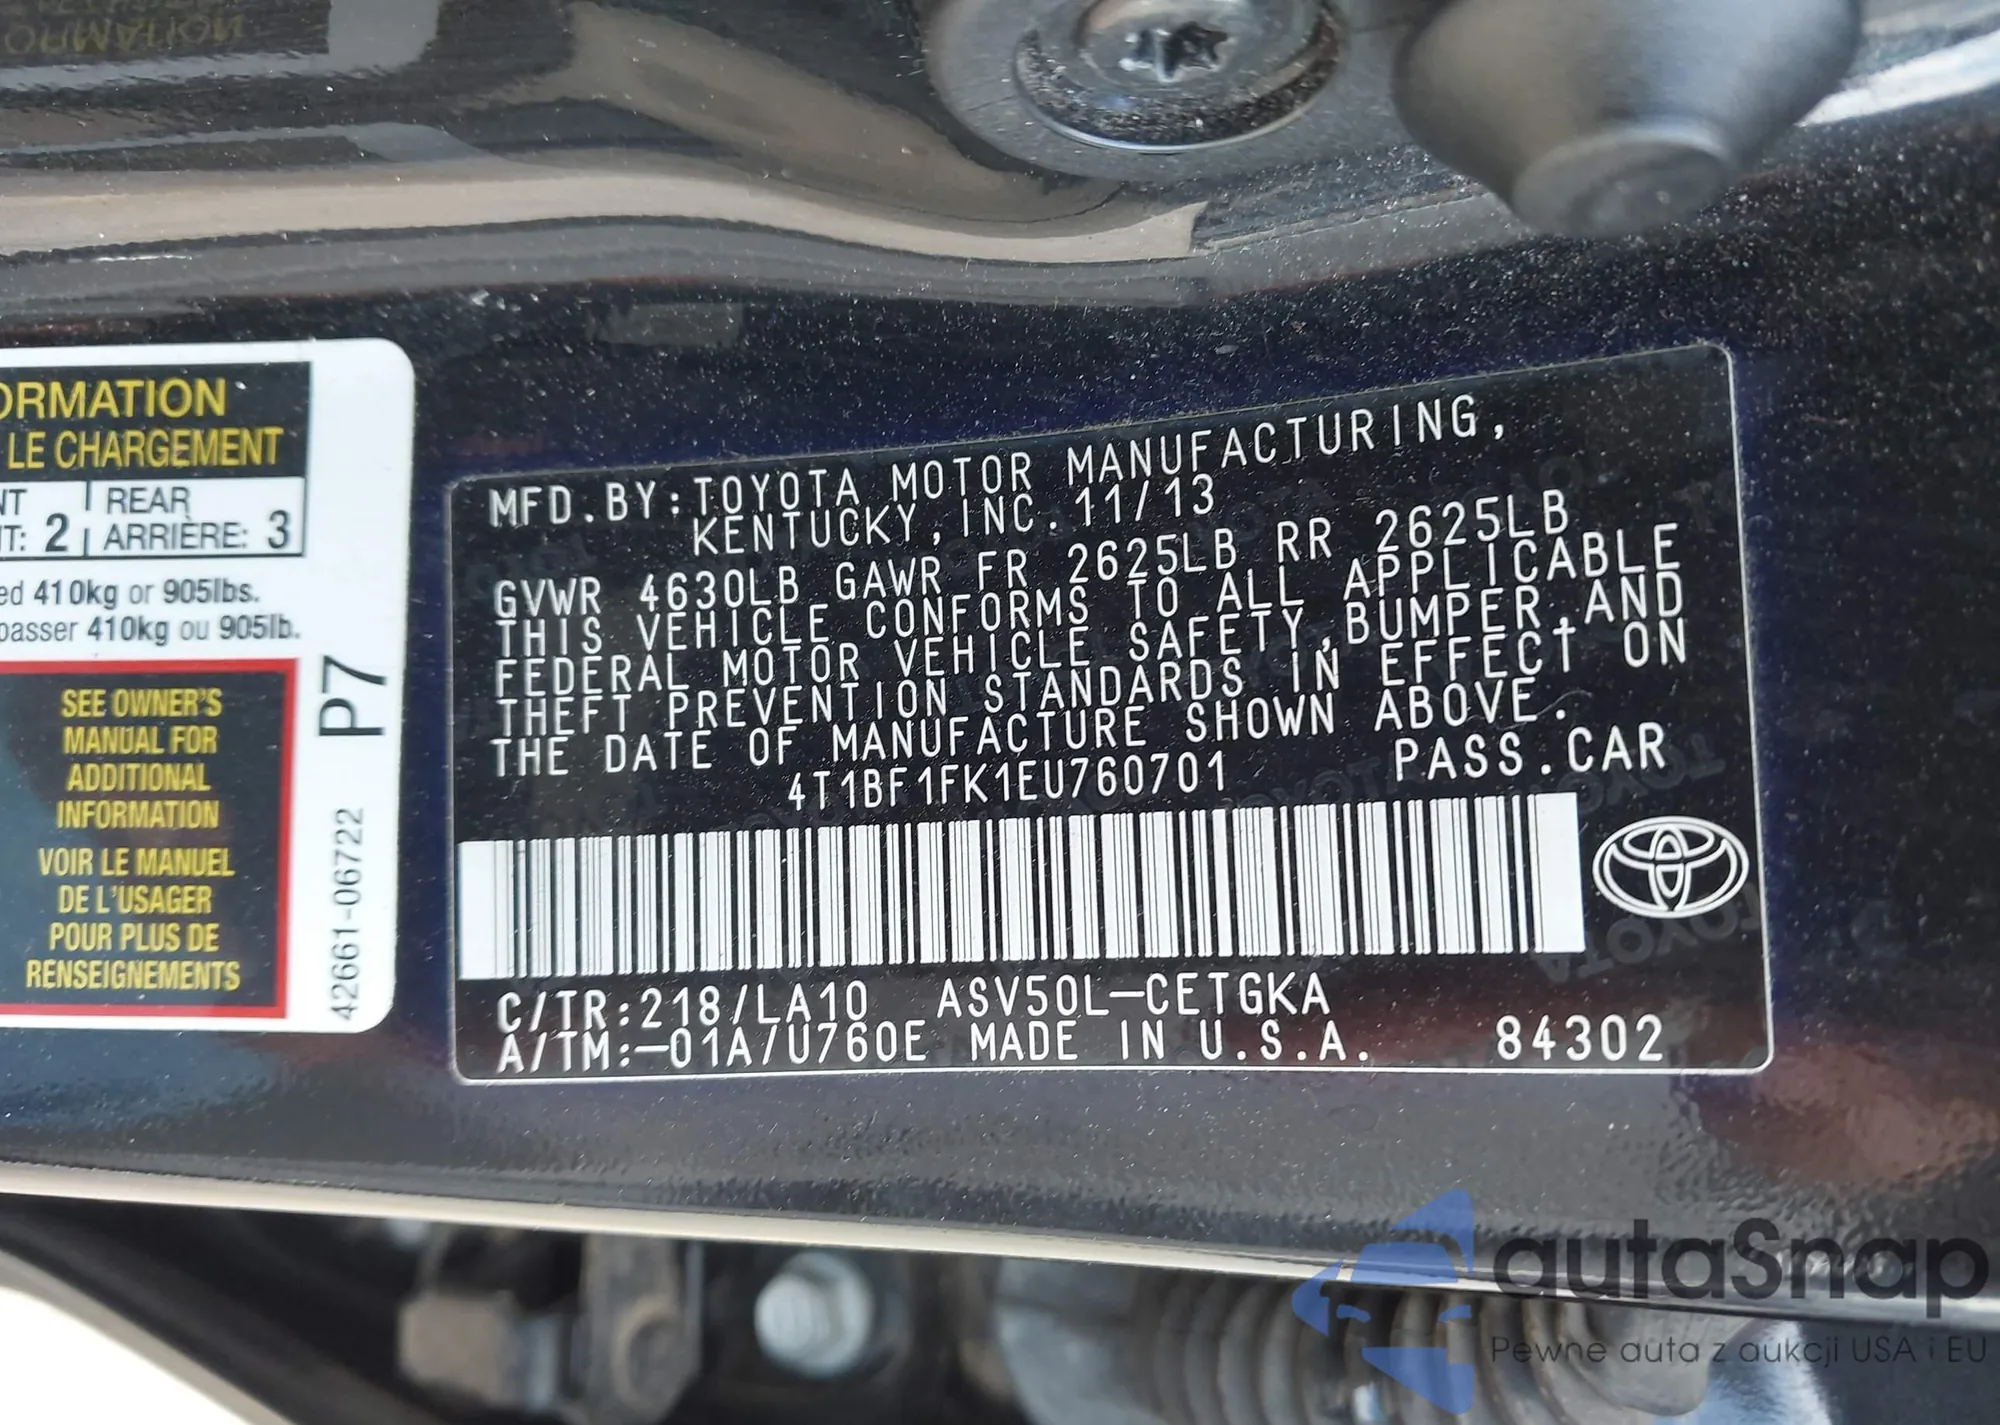 ORMATION
LE CHARGEMENT
NT
REAR
T: 2
ARRIÈRE: 3
ed 410kg or 905lbs.
passer 410kg ou 905lb.
SEE OWNER'S
MANUAL FOR
ADDITIONAL
INFORMATION
VOIR LE MANUEL
DE L'USAGER
POUR PLUS DE
RENSEIGNEMENTS
P7
42661-06722
MFD.BY:TOYOTA MOTOR MANUFACTURING,
KENTUCKY,INC.11/13
GVWR 4630LB GAWR FR 2625LB RR 2625LB
THIS VEHICLE CONFORMS TO ALL APPLICABLE
FEDERAL MOTOR VEHICLE SAFETY,BUMPER,AND
THEFT PREVENTION STANDARDS IN EFFECT ON
THE DATE OF MANUFACTURE SHOWN ABOVE.
4T1BF1FK1EU760701 PASS.CAR
C/TR:218/LA10 ASV50L-CETGKA
A/TM:-01A/U760E MADE IN U.S.A. 84302
autaSnap
Pewne auta z aukcji USA i EU